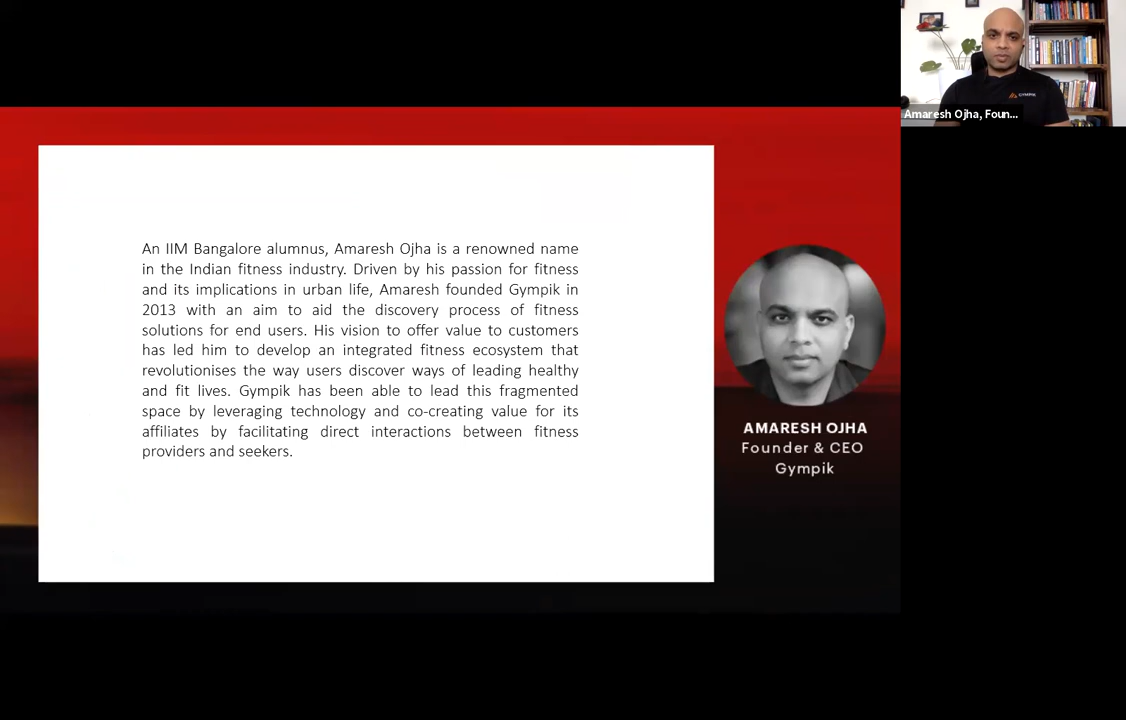 GYMPIK
Amaresh Ojha, Foun...
An IIM Bangalore alumnus, Amaresh Ojha is a renowned name
in the Indian fitness industry. Driven by his passion for fitness
and its implications in urban life, Amaresh founded Gympik in
2013 with an aim to aid the discovery process of fitness
solutions for end users. His vision to offer value to customers
has led him to develop an integrated fitness ecosystem that
revolutionises the way users discover ways of leading healthy
and fit lives. Gympik has been able to lead this fragmented
space by leveraging technology and co-creating value for its
affiliates by facilitating direct interactions between fitness
providers and seekers.
AMARESH OJHA
Founder & CEO
Gympik